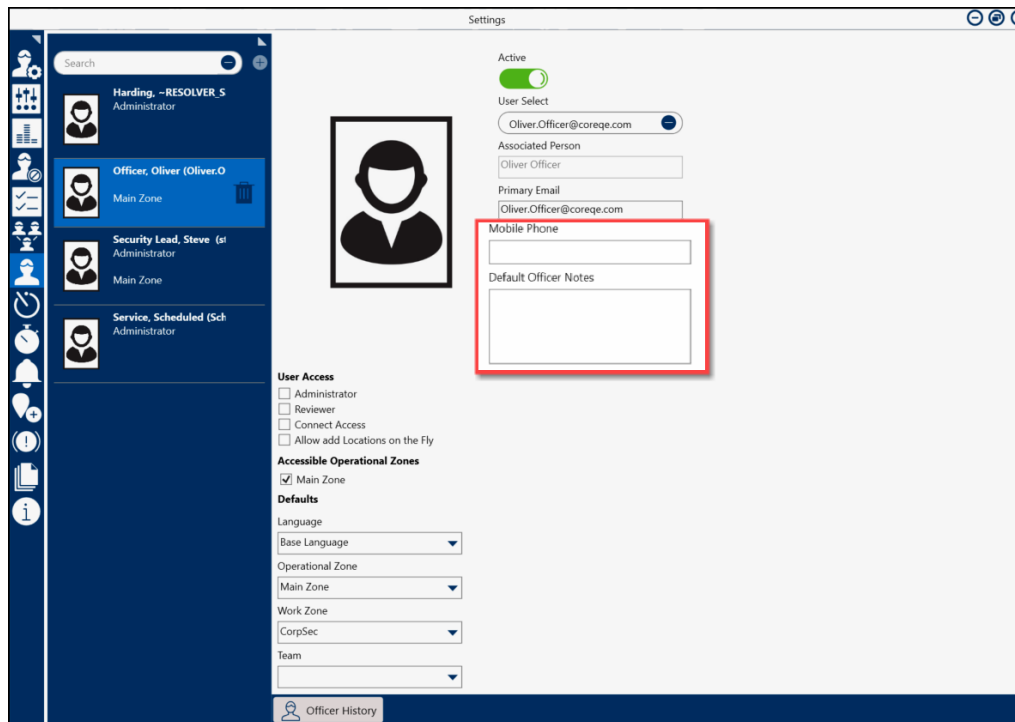 Settings
Search
Harding, ~RESOLVER_S
Administrator
Officer, Oliver (Oliver.O
Main Zone
Security Lead, Steve (st
Administrator
Main Zone
Service, Scheduled (Sch
Administrator
Active
User Select
Oliver.Officer@coreqe.com
Associated Person
Oliver Officer
Primary Email
Oliver.Officer@coreqe.com
Mobile Phone
Default Officer Notes
User Access
Administrator
Reviewer
Connect Access
Allow add Locations on the Fly
Accessible Operational Zones
Main Zone
Defaults
Language
Base Language
Operational Zone
Main Zone
Work Zone
CorpSec
Team
Officer History